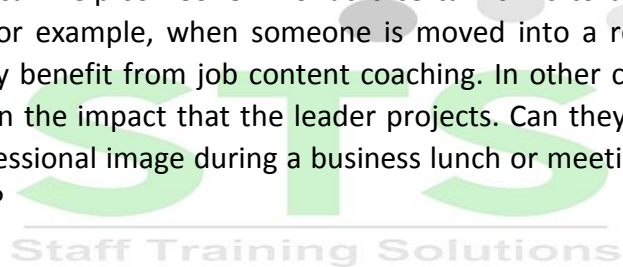 or example, when someone is moved into a r
y benefit from job content coaching. In other c
n the impact that the leader projects. Can they
essional image during a business lunch or meeti
?
STS
Staff Training Solutions